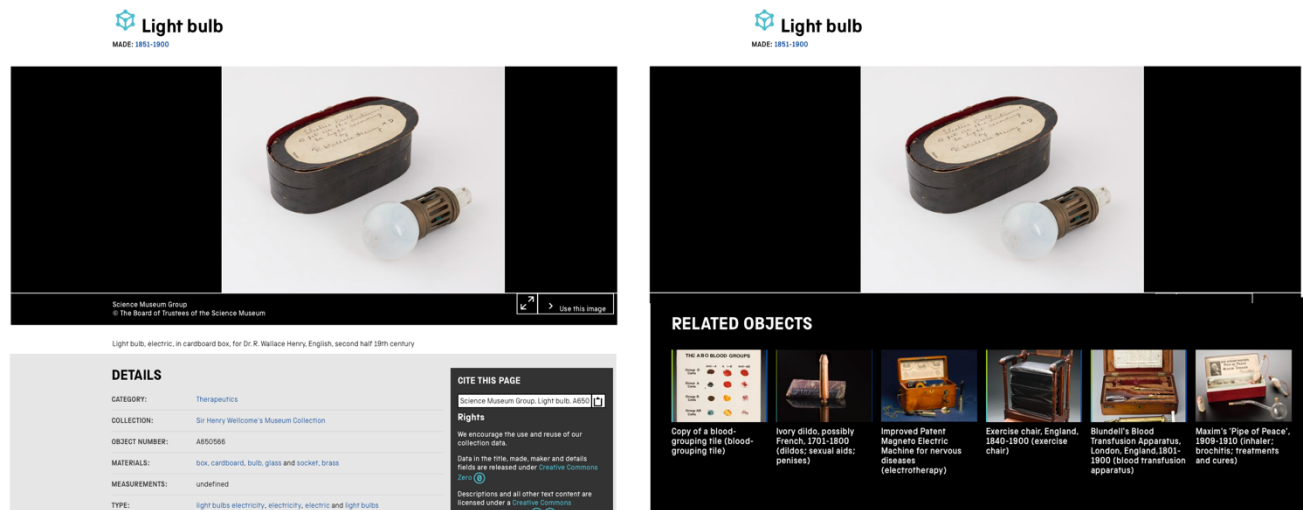 Light bulb
MADE: 1851-1900
Science Museum Group
© The Board of Trustees of the Science Museum
Use this image
Light bulb, electric, in cardboard box, for Dr. R. Wallace Henry, English, second half 19th century
DETAILS
CATEGORY: Therapeutics
COLLECTION: Sir Henry Wellcome's Museum Collection
OBJECT NUMBER: A650566
MATERIALS: box, cardboard, bulb, glass and socket, brass
MEASUREMENTS: undefined
TYPE: light bulbs electricity, electricity, electric and light bulbs
CITE THIS PAGE
Science Museum Group. Light bulb. A650
Rights
We encourage the use and reuse of our
collection data.
Data in the title, made, maker and details
fields are released under Creative Commons
Zero
Descriptions and all other text content are
licensed under a Creative Commons
Light bulb
MADE: 1851-1900
RELATED OBJECTS
THE ABO BLOOD GROUPS
Copy of a blood-
grouping tile (blood-
grouping tile)
Ivory dildo, possibly
French, 1701-1800
(dildos; sexual aids;
penises)
Improved Patent
Magneto Electric
Machine for nervous
diseases
(electrotherapy)
Exercise chair, England,
1840-1900 (exercise
chair)
Blundell's Blood
Transfusion Apparatus,
London, England,1801-
1900 (blood transfusion
apparatus)
Maxim's 'Pipe of Peace',
1909-1910 (inhaler;
brochitis; treatments
and cures)